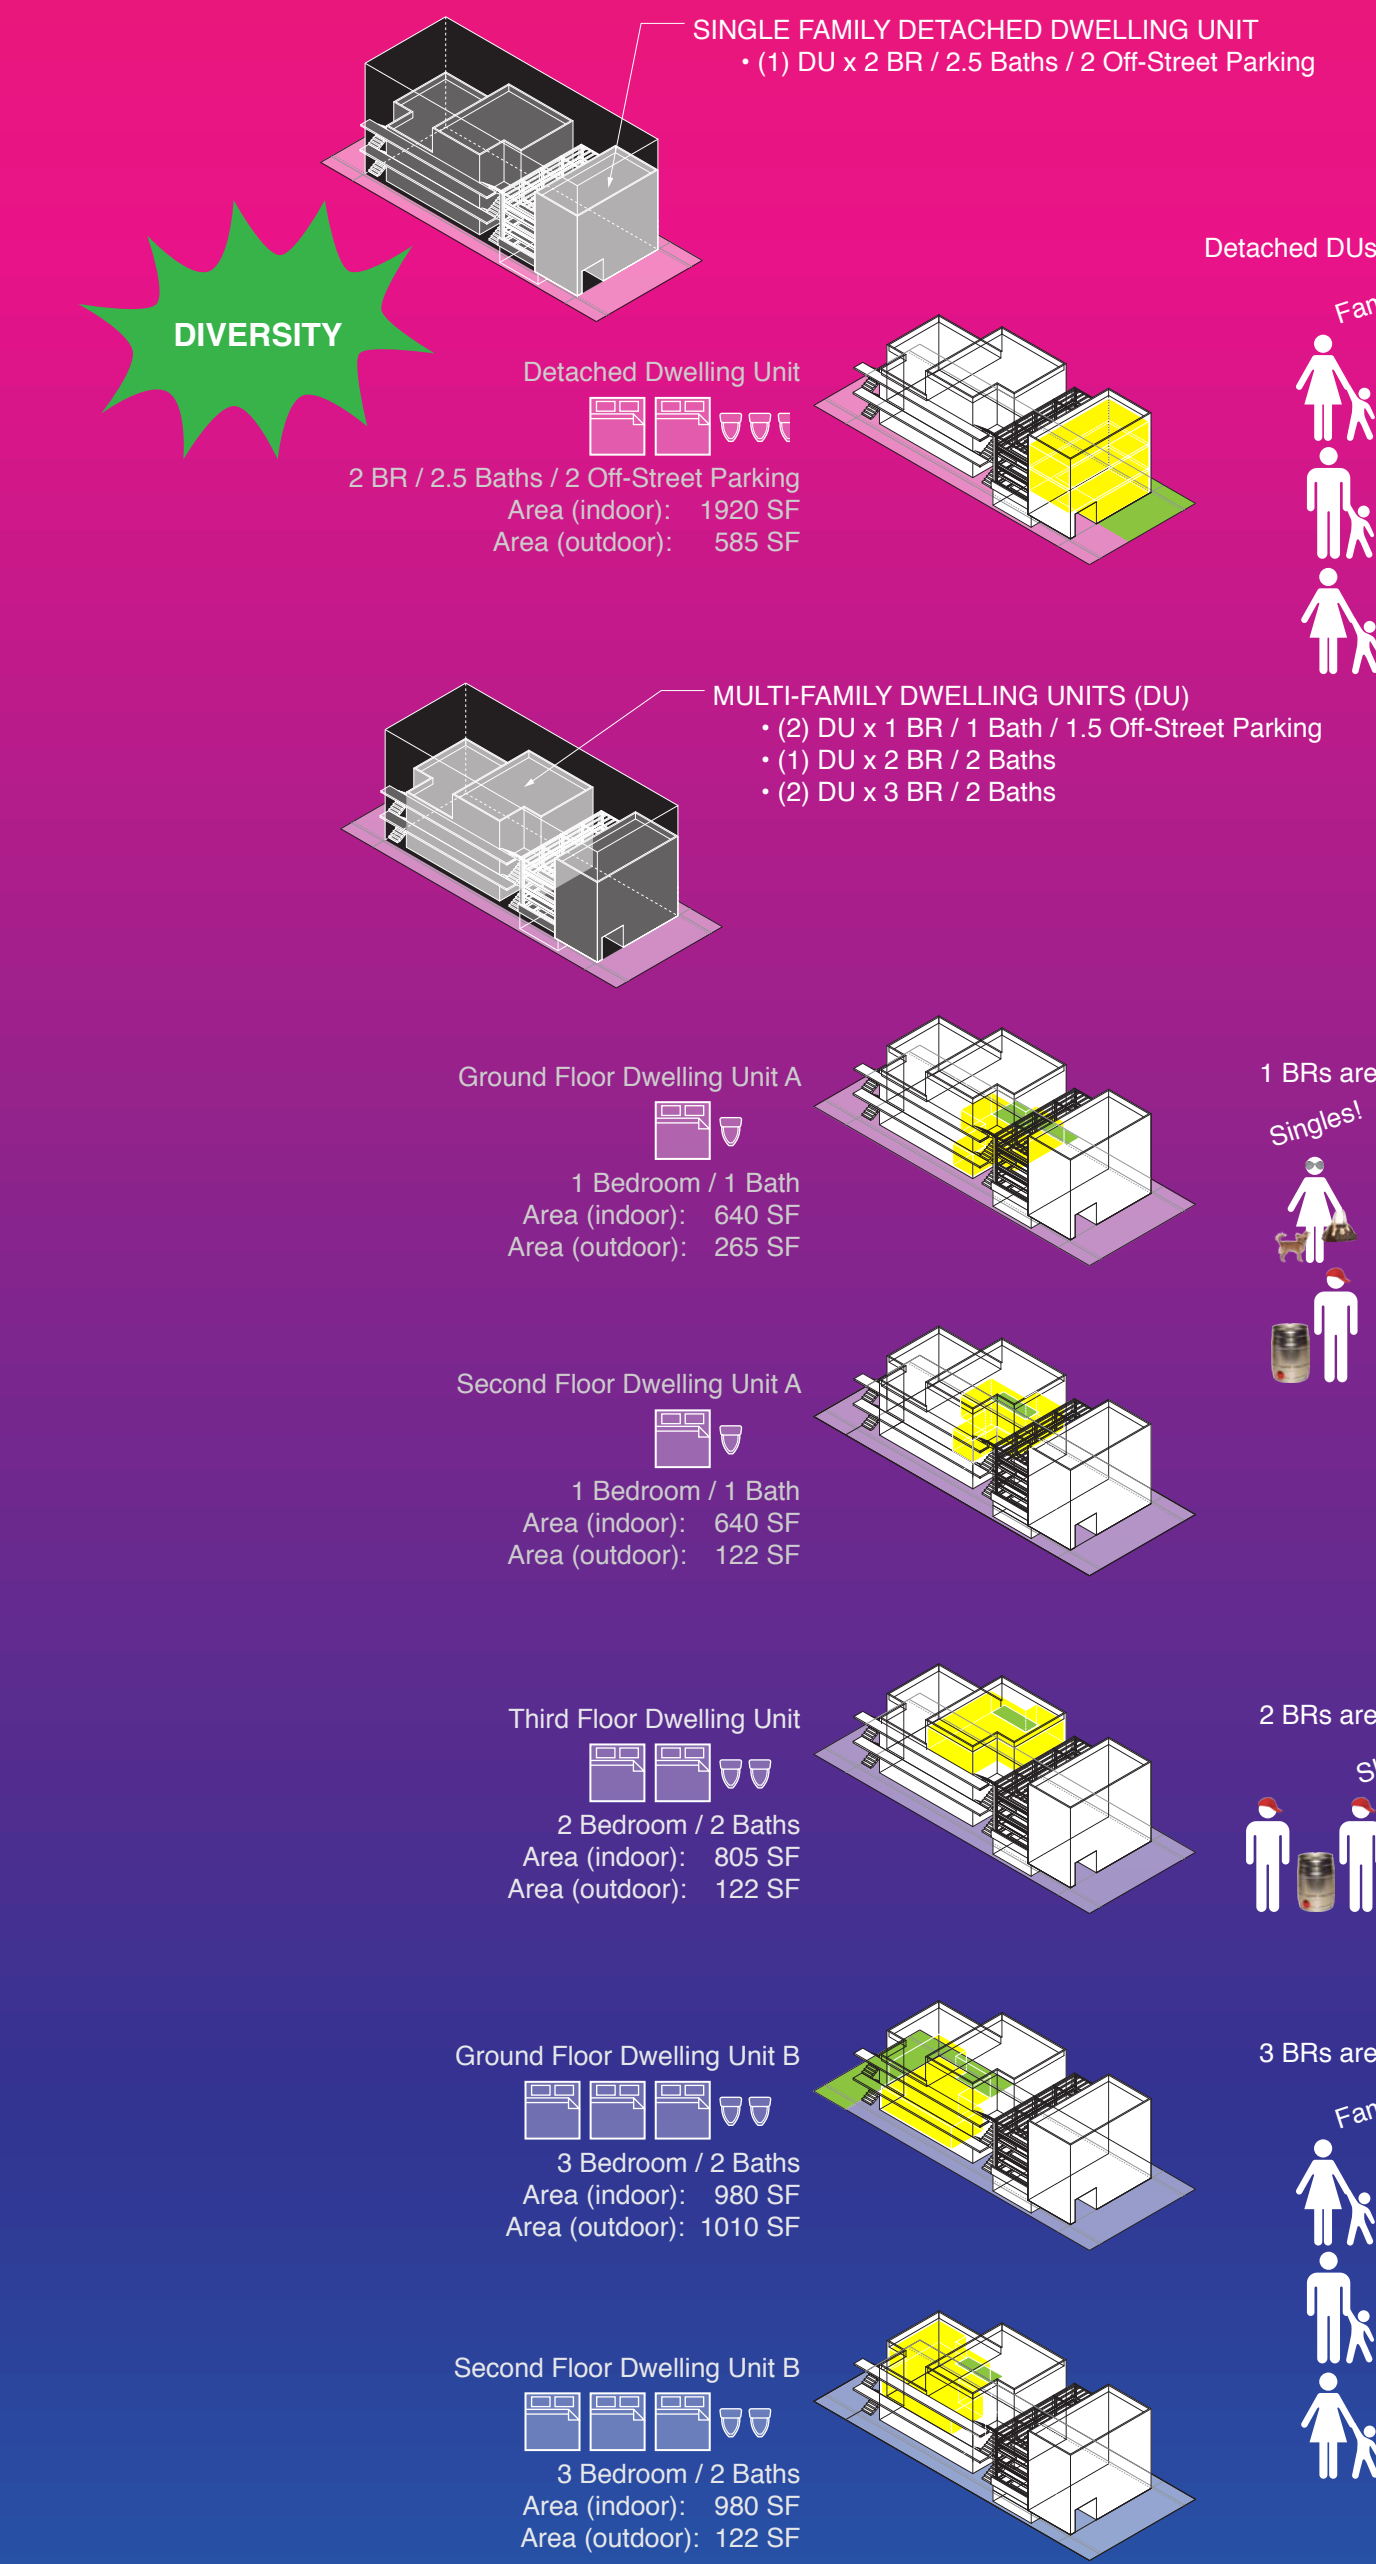 SINGLE FAMILY DETACHED DWELLING UNIT
• (1) DU x 2 BR / 2.5 Baths / 2 Off-Street Parking
Detached DUs
DIVERSITY
Detached Dwelling Unit
2 BR / 2.5 Baths / 2 Off-Street Parking
Area (indoor): 1920 SF
Area (outdoor): 585 SF
MULTI-FAMILY DWELLING UNITS (DU)
• (2) DU x 1 BR / 1 Bath / 1.5 Off-Street Parking
• (1) DU x 2 BR / 2 Baths
• (2) DU x 3 BR / 2 Baths
Ground Floor Dwelling Unit A
1 Bedroom / 1 Bath
Area (indoor): 640 SF
Area (outdoor): 265 SF
1 BRs are
Singles!
Second Floor Dwelling Unit A
1 Bedroom / 1 Bath
Area (indoor): 640 SF
Area (outdoor): 122 SF
Third Floor Dwelling Unit
2 Bedroom / 2 Baths
Area (indoor): 805 SF
Area (outdoor): 122 SF
2 BRs are
Ground Floor Dwelling Unit B
3 Bedroom / 2 Baths
Area (indoor): 980 SF
Area (outdoor): 1010 SF
3 BRs are
Second Floor Dwelling Unit B
3 Bedroom / 2 Baths
Area (indoor): 980 SF
Area (outdoor): 122 SF